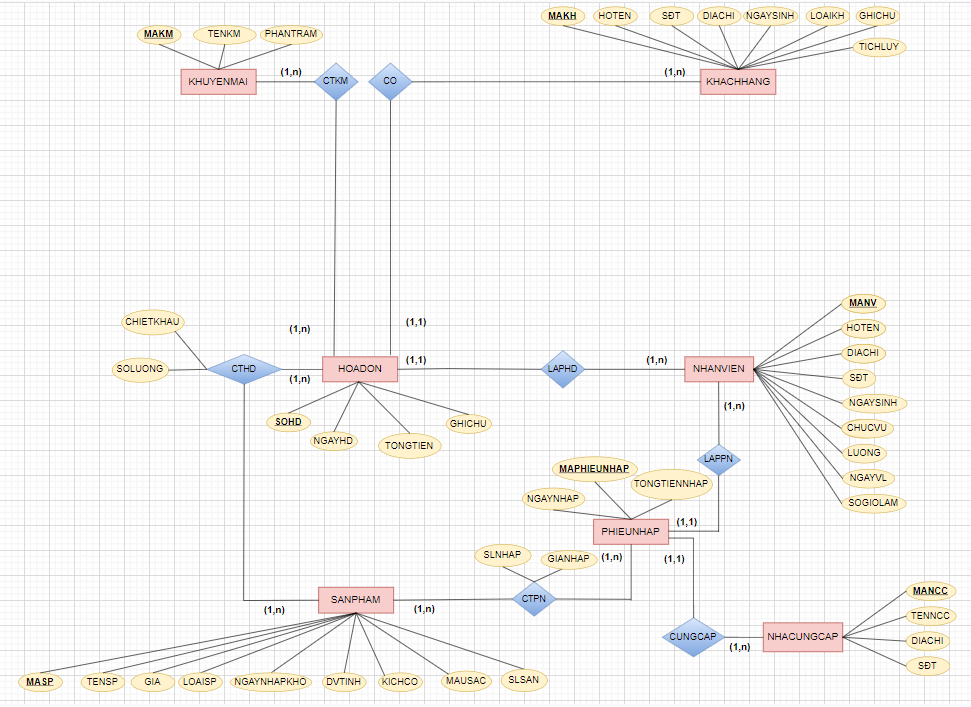 MAKM
TENKM
PHANTRAM
MAKH
HOTEN
SĐT
DIACHI
NGAYSINH
LOAIKH
GHICHU
TICHLUY
KHUYENMAI
(1,n)
CTKM
CO
(1,n)
KHACHHANG
CHIETKHAU
(1,n)
(1,1)
SOLUONG
CTHD
(1,n)
HOADON
(1,1)
LAPHD
(1,n)
NHANVIEN
MANV
HOTEN
DIACHI
SĐT
NGAYSINH
CHUCVU
LUONG
NGAYVL
SOGIOLAM
SOHD
NGAYHD
TONGTIEN
GHICHU
(1,n)
LAPPN
MAPHIEUNHAP
TONGTIENNHAP
NGAYNHAP
PHIEUNHAP
(1,1)
(1,n)
(1,1)
SLNHAP
GIANHAP
CTPN
SANPHAM
(1,n)
(1,n)
CUNGCAP
(1,n)
NHACUNGCAP
MANCC
TENNCC
DIACHI
SĐT
MASP
TENSP
GIA
LOAISP
NGAYNHAPKHO
DVTINH
KICHCO
MAUSAC
SLSAN